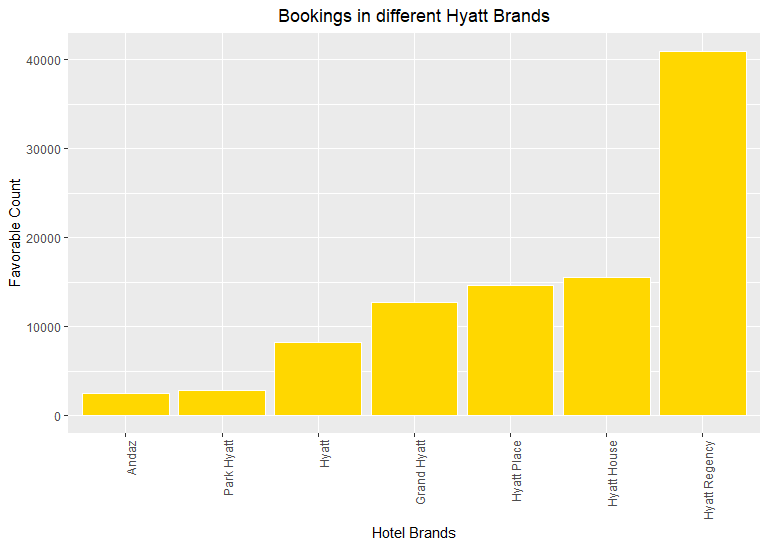 Bookings in different Hyatt Brands
Favorable Count
40000
30000
20000
10000
0
Andaz
Park Hyatt
Hyatt
Grand Hyatt
Hyatt Place
Hyatt House
Hyatt Regency
Hotel Brands